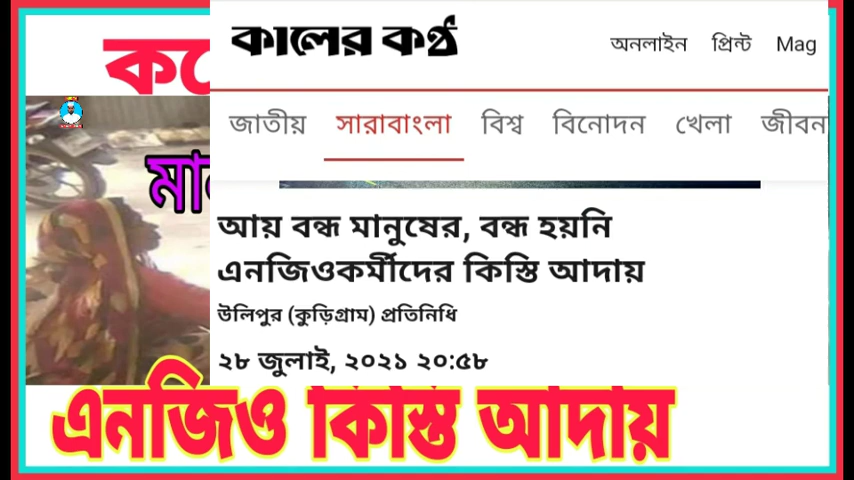 কালের কণ্ঠ
অনলাইন প্রিন্ট Mag
জাতীয় সারাবাংলা বিশ্ব বিনোদন খেলা জীবন
আয় বন্ধ মানুষের, বন্ধ হয়নি
এনজিওকর্মীদের কিস্তি আদায়
উলিপুর (কুড়িগ্রাম) প্রতিনিধি
২৮ জুলাই, ২০২১ ২০:৫৮
এনজিও কিস্তি আদায়